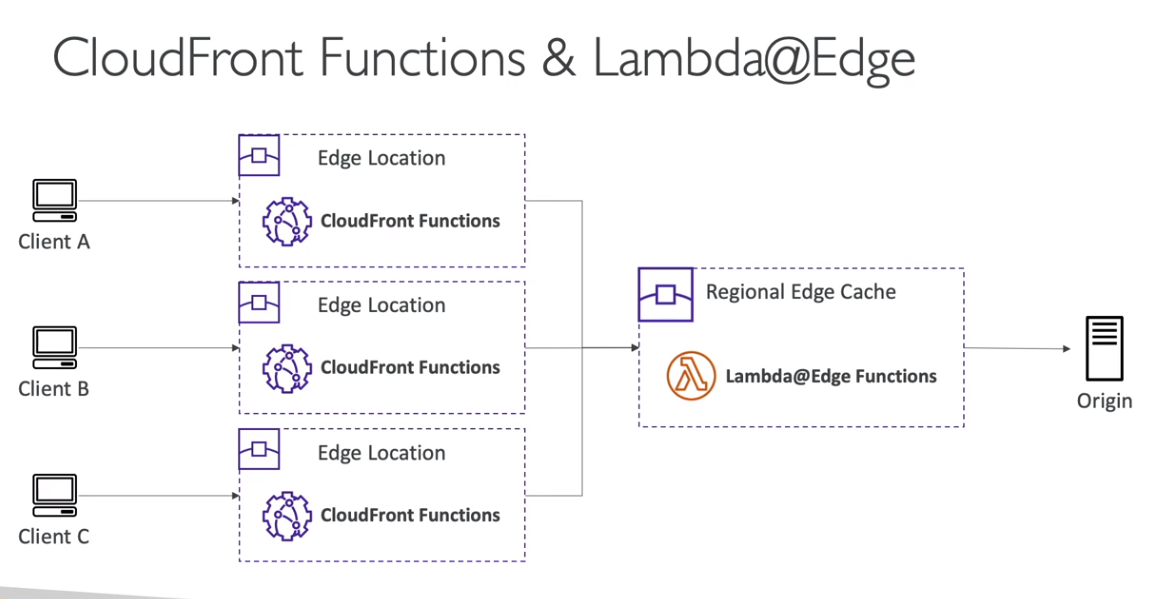 CloudFront Functions & Lambda@Edge
Edge Location
CloudFront Functions
Client A
Edge Location
CloudFront Functions
Client B
Edge Location
CloudFront Functions
Client C
Regional Edge Cache
Lambda@Edge Functions
Origin